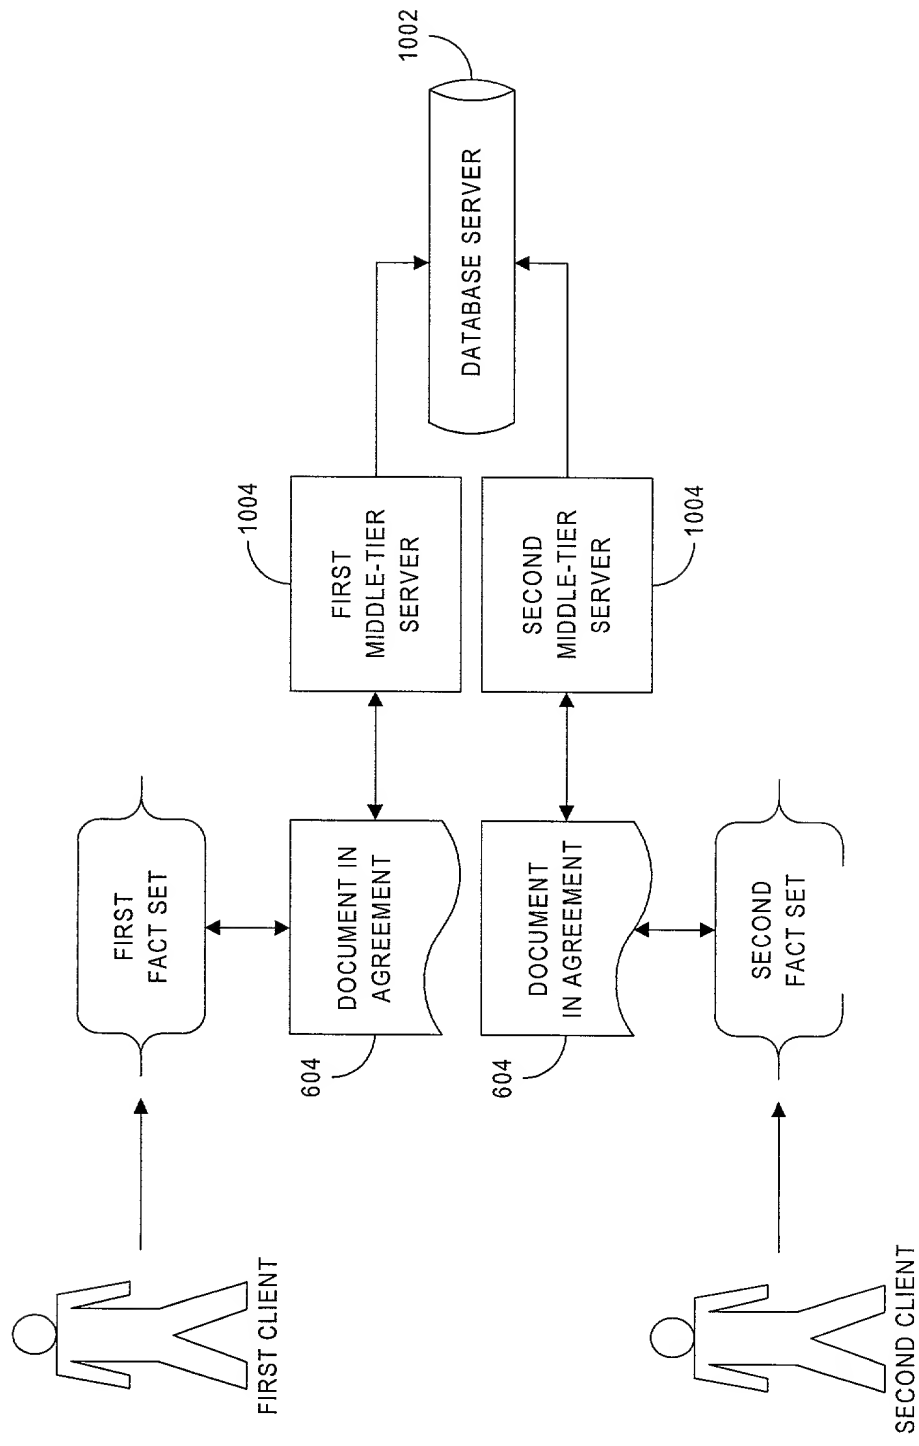 FIRST CLIENT
FIRST
FACT SET
604
DOCUMENT IN
AGREEMENT
1004
FIRST
MIDDLE-TIER
SERVER
1002
DATABASE SERVER
604
DOCUMENT
IN AGREEMENT
1004
SECOND
MIDDLE-TIER
SERVER
SECOND CLIENT
SECOND
FACT SET